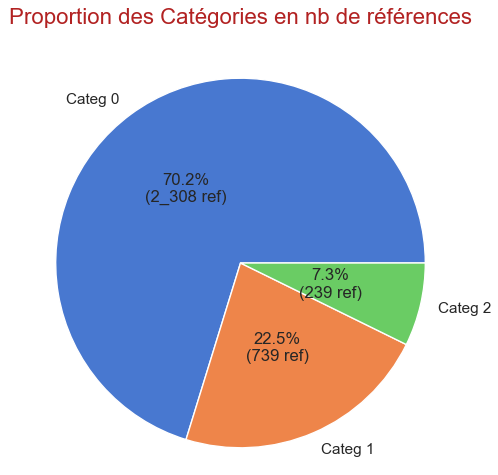 Proportion des Catégories en nb de références
Categ 0
70.2%
(2_308 ref)
7.3%
(239 ref)
Categ 2
22.5%
(739 ref)
Categ 1